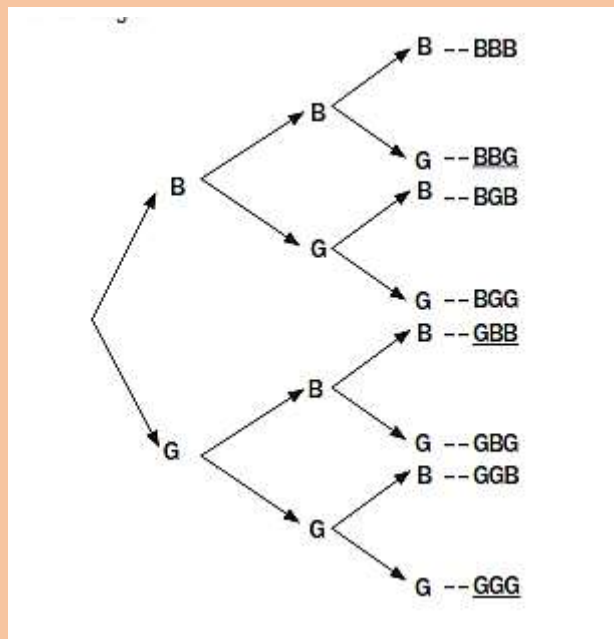 B -- BBB
B
G -- BBG
B
B -- BGB
G
G -- BGG
B -- GBB
B
G -- GBG
G
B -- GGB
G
G -- GGG